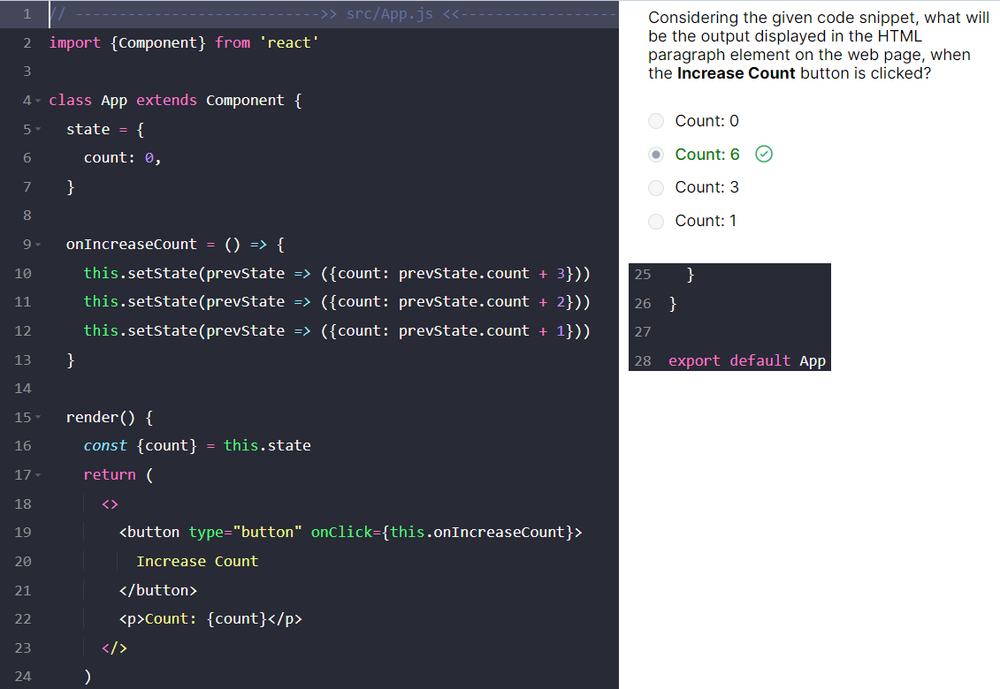 1 // ---------------------------->> src/App.js <<------------------
2 import {Component} from 'react'
3
4 class App extends Component {
5   state = {
6     count: 0,
7   }
8
9   onIncreaseCount = () => {
10     this.setState(prevState => ({count: prevState.count + 3}))
11     this.setState(prevState => ({count: prevState.count + 2}))
12     this.setState(prevState => ({count: prevState.count + 1}))
13   }
14
15   render() {
16     const {count} = this.state
17     return (
18       <>
19         <button type="button" onClick={this.onIncreaseCount}>
20           Increase Count
21         </button>
22         <p>Count: {count}</p>
23       </>
24     )
Considering the given code snippet, what will
be the output displayed in the HTML
paragraph element on the web page, when
the Increase Count button is clicked?
Count: 0
Count: 6
Count: 3
Count: 1
25   }
26 }
27
28 export default App